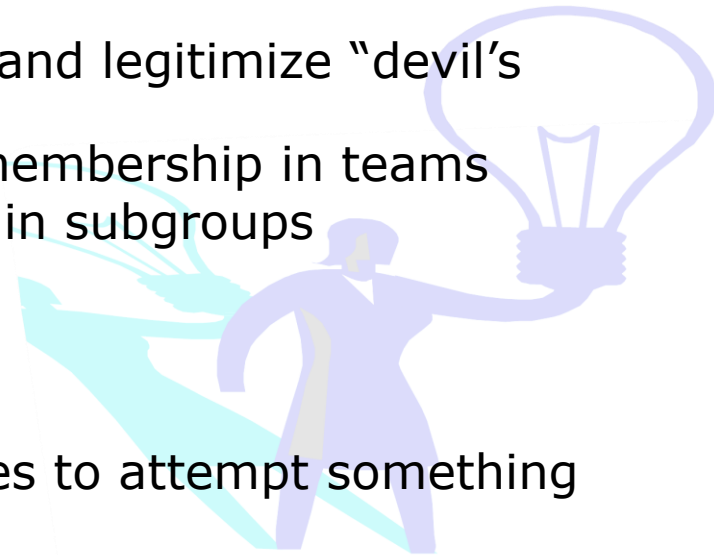 and legitimize “devil’s
membership in teams
in subgroups
es to attempt something